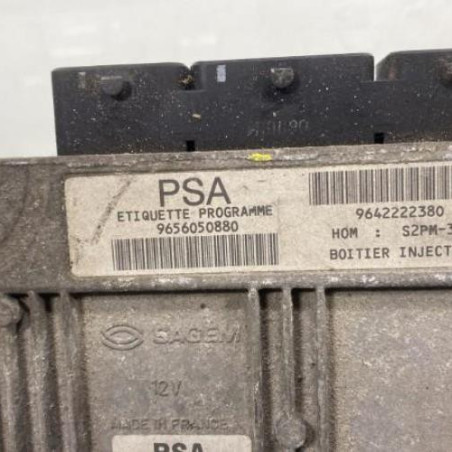 PSA
ETIQUETTE PROGRAMME
9656050880
9642222380
HOM : S2PM-3
BOITIER INJECT
SAGEM
12V
MADE IN FRANCE
PSA